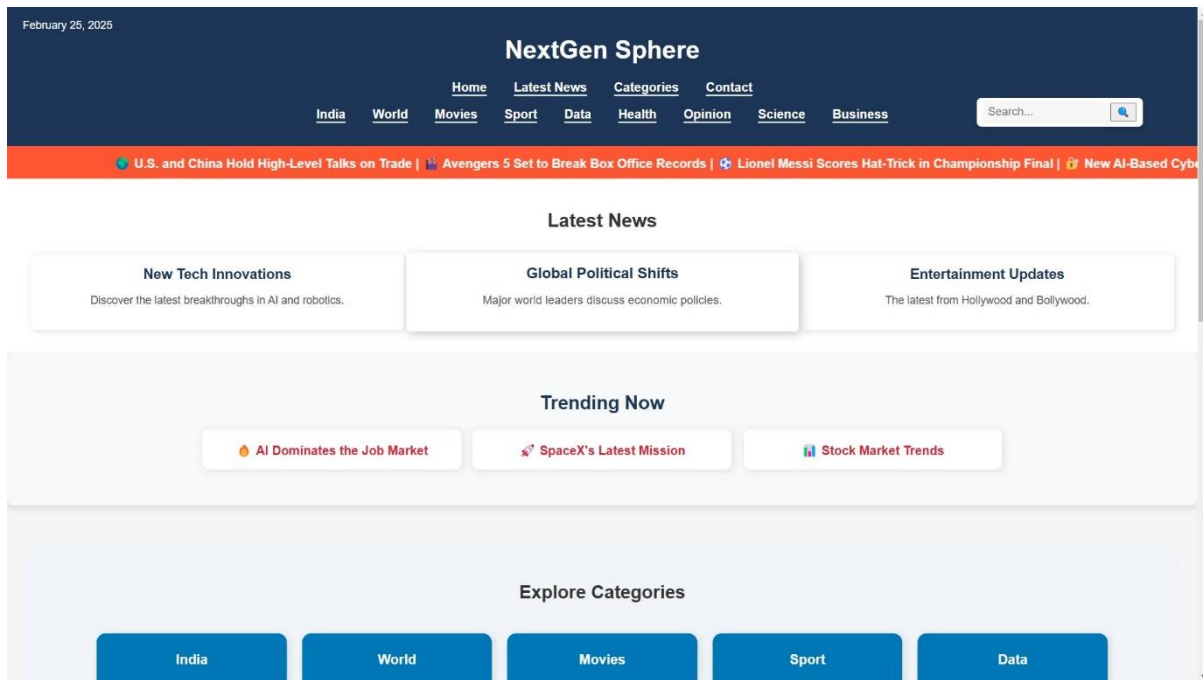 February 25, 2025
NextGen Sphere
Home Latest News Categories Contact
India World Movies Sport Data Health Opinion Science Business
Search...
U.S. and China Hold High-Level Talks on Trade | Avengers 5 Set to Break Box Office Records | Lionel Messi Scores Hat-Trick in Championship Final | New AI-Based Cybe
Latest News
New Tech Innovations Global Political Shifts Entertainment Updates
Discover the latest breakthroughs in AI and robotics. Major world leaders discuss economic policies. The latest from Hollywood and Bollywood.
Trending Now
AI Dominates the Job Market SpaceX's Latest Mission Stock Market Trends
Explore Categories
India World Movies Sport Data